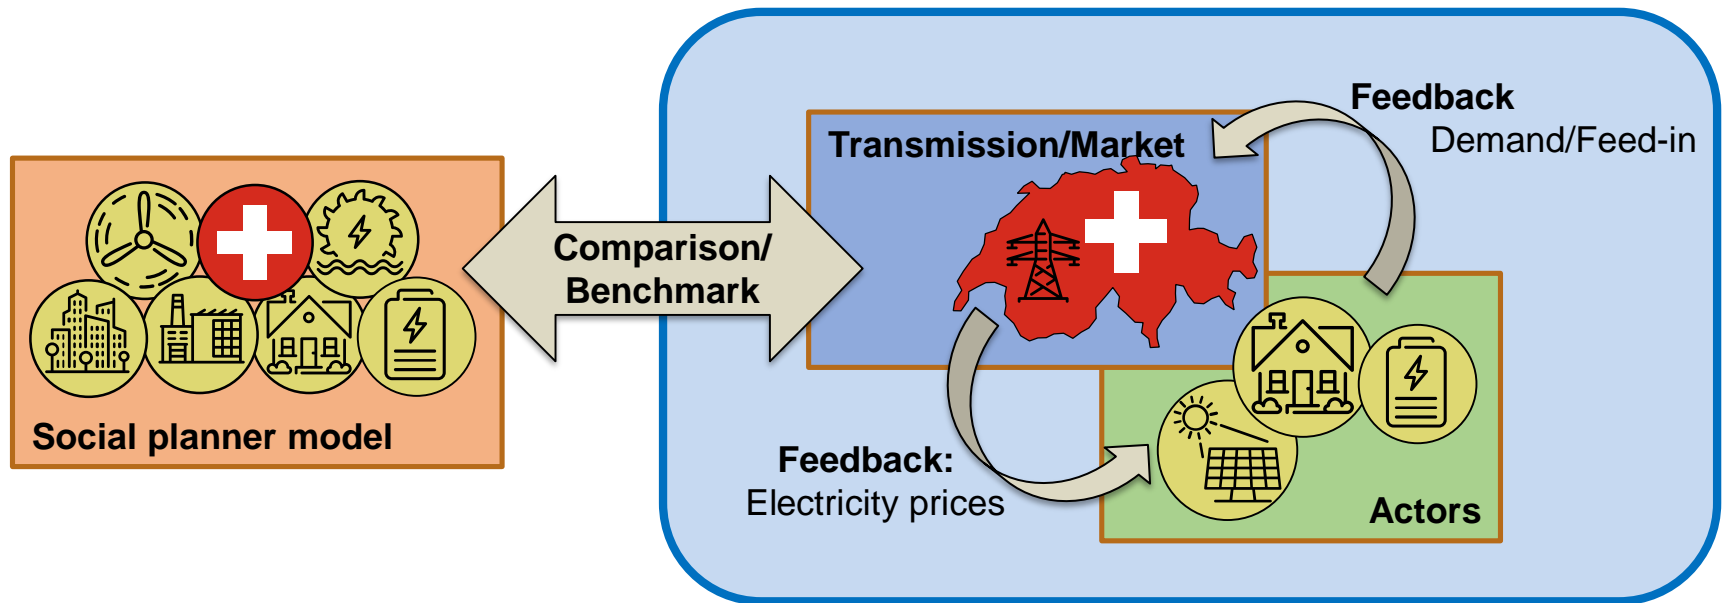 Social planner model
Comparison/
Benchmark
Transmission/Market
Feedback
Demand/Feed-in
Feedback:
Electricity prices
Actors